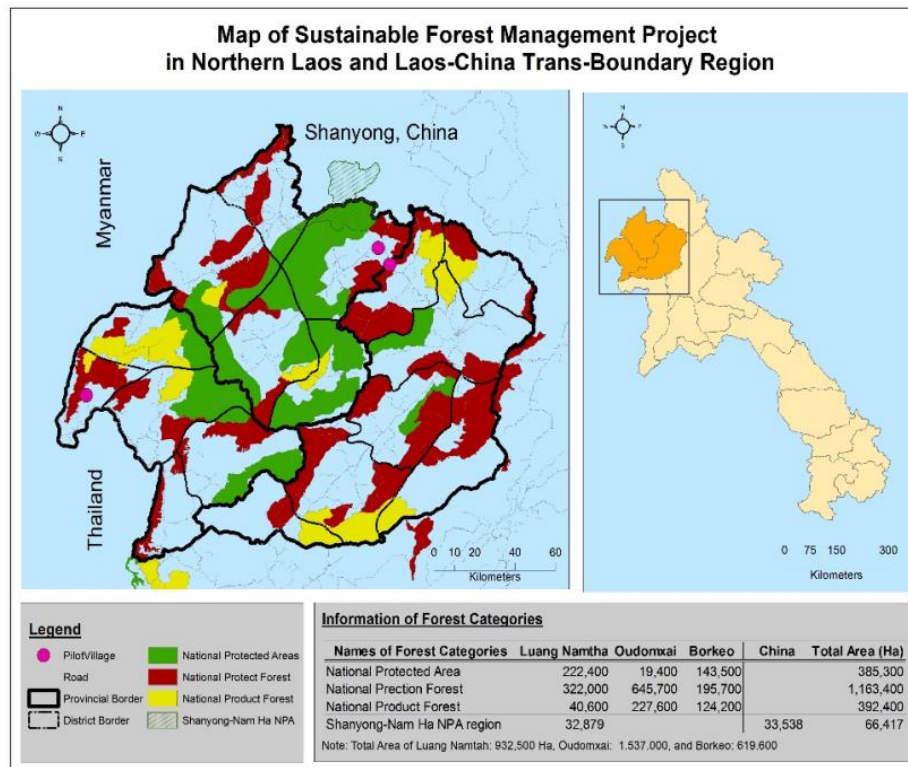 Map of Sustainable Forest Management Project
in Northern Laos and Laos-China Trans-Boundary Region
N
W E
S
Shanyong, China
Myanmar
Thailand
0 10 20 40 60
Kilometers
N
W E
S
0 75 150 300
Kilometers
Legend
PilotVillage
Road
Provincial Border
District Border
National Protected Areas
National Protect Forest
National Product Forest
Shanyong-Nam Ha NPA
Information of Forest Categories
Names of Forest Categories Luang Namtha Oudomxai Borkeo China Total Area (Ha)
National Protected Area 222,400 19,400 143,500 385,300
National Prection Forest 322,000 645,700 195,700 1,163,400
National Product Forest 40,600 227,600 124,200 392,400
Shanyong-Nam Ha NPA region 32,879 33,538 66,417
Note: Total Area of Luang Namtah: 932,500 Ha, Oudomxai: 1.537.000, and Borkeo: 619.600